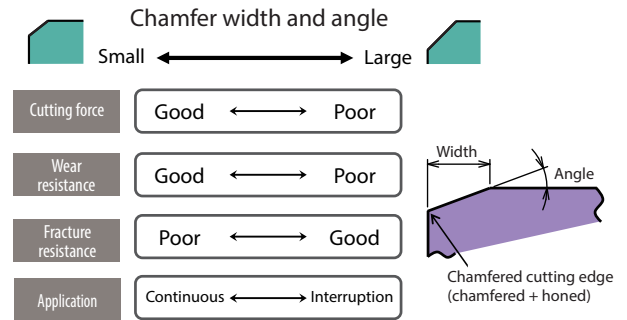 Chamfer width and angle
Small Large
Cutting force Good Poor
Wear
resistance
Good Poor
Fracture
resistance
Poor Good
Application Continuous Interruption
Width
Angle
Chamfered cutting edge
(chamfered + honed)